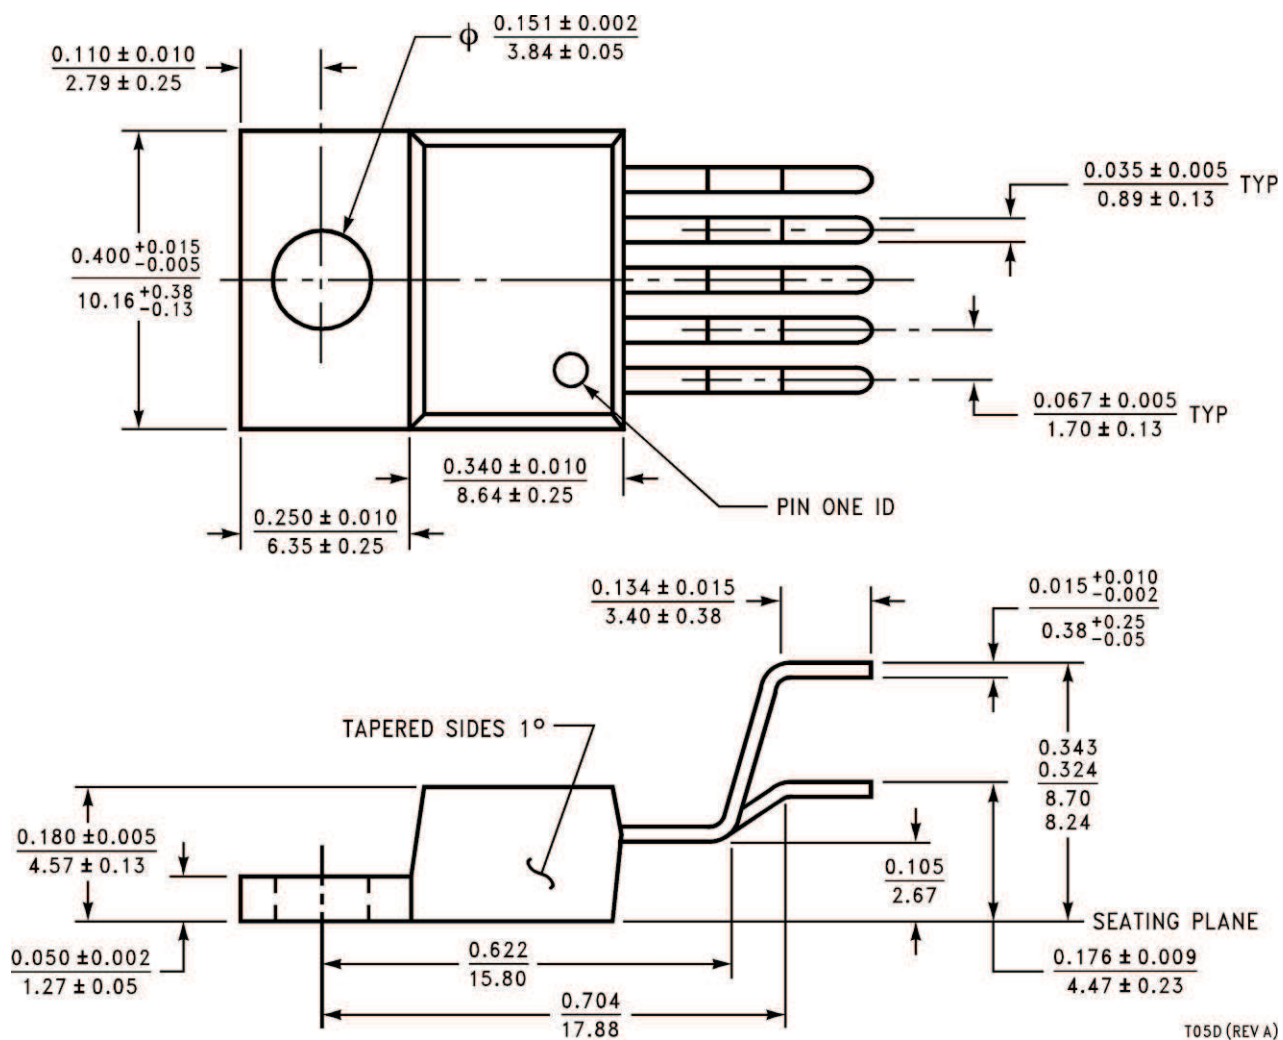 ϕ 0.151 ± 0.002
3.84 ± 0.05
0.110 ± 0.010
2.79 ± 0.25
0.035 ± 0.005 TYP
0.89 ± 0.13
0.400 +0.015 -0.005
10.16 +0.38 -0.13
0.067 ± 0.005 TYP
1.70 ± 0.13
0.340 ± 0.010
8.64 ± 0.25
PIN ONE ID
0.250 ± 0.010
6.35 ± 0.25
0.134 ± 0.015
3.40 ± 0.38
0.015 +0.010 -0.002
0.38 +0.25 -0.05
TAPERED SIDES 1°
0.343
0.324
8.70
8.24
0.180 ±0.005
4.57 ± 0.13
0.105
2.67
SEATING PLANE
0.050 ±0.002
1.27 ± 0.05
0.622
15.80
0.176 ± 0.009
4.47 ± 0.23
0.704
17.88
T05D (REV A)